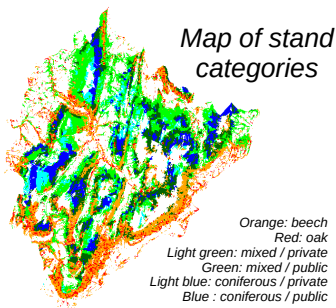 Map of stand
categories
Orange: beech
Red: oak
Light green: mixed / private
Green: mixed / public
Light blue: coniferous / private
Blue : coniferous / public